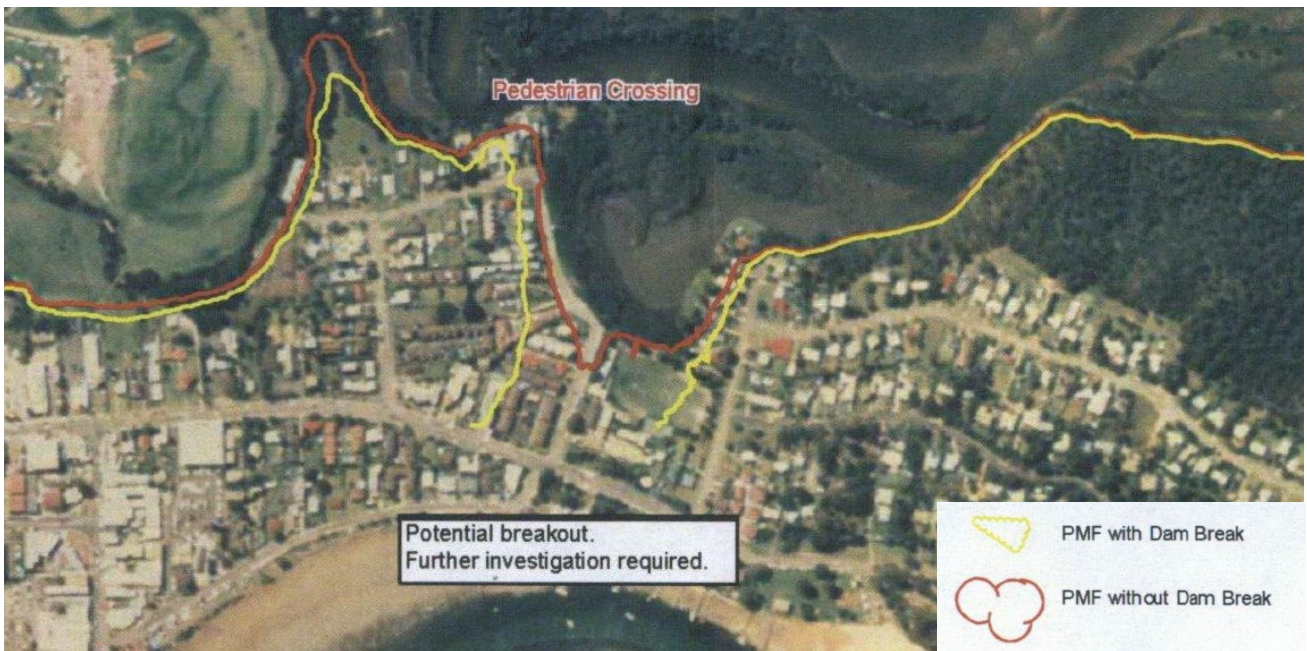 Pedestrian Crossing
Potential breakout.
Further investigation required.
PMF with Dam Break
PMF without Dam Break